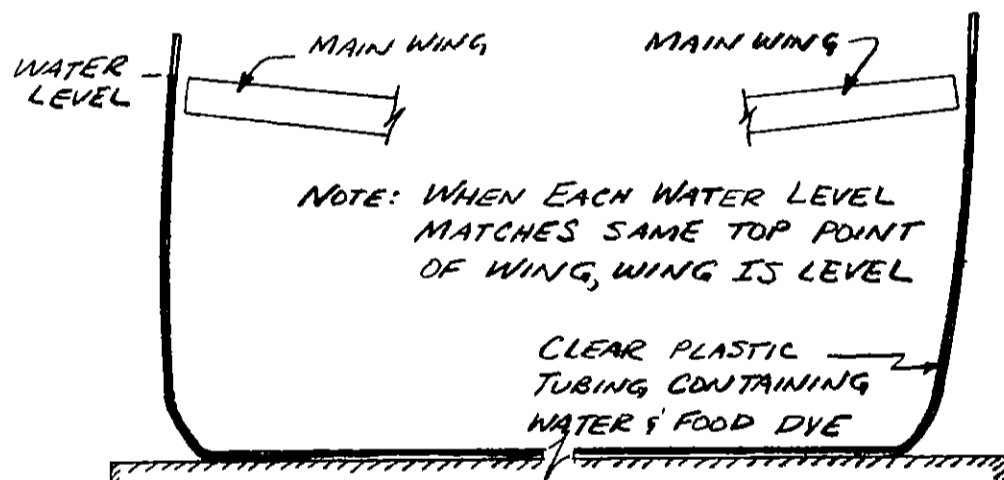 MAIN WING
MAIN WING
WATER
LEVEL
NOTE: WHEN EACH WATER LEVEL
MATCHES SAME TOP POINT
OF WING, WING IS LEVEL
CLEAR PLASTIC
TUBING CONTAINING
WATER & FOOD DYE